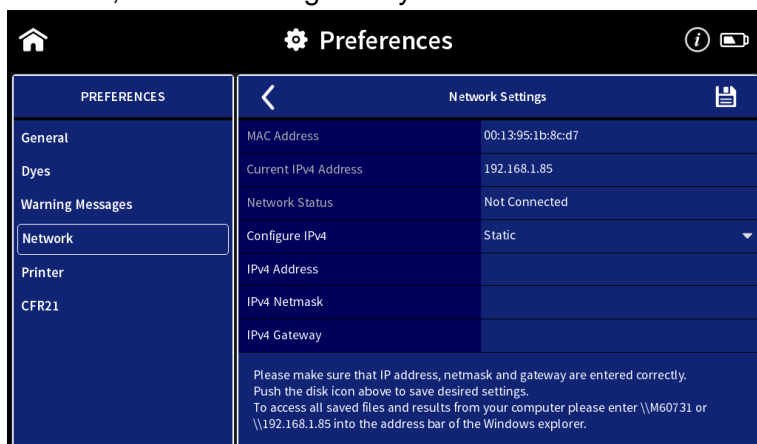 Preferences
i
PREFERENCES
General
Dyes
Warning Messages
Network
Printer
CFR21
Network Settings
MAC Address 00:13:95:1b:8c:d7
Current IPv4 Address 192.168.1.85
Network Status Not Connected
Configure IPv4 Static
IPv4 Address
IPv4 Netmask
IPv4 Gateway
Please make sure that IP address, netmask and gateway are entered correctly.
Push the disk icon above to save desired settings.
To access all saved files and results from your computer please enter \\M60731 or
\\192.168.1.85 into the address bar of the Windows explorer.